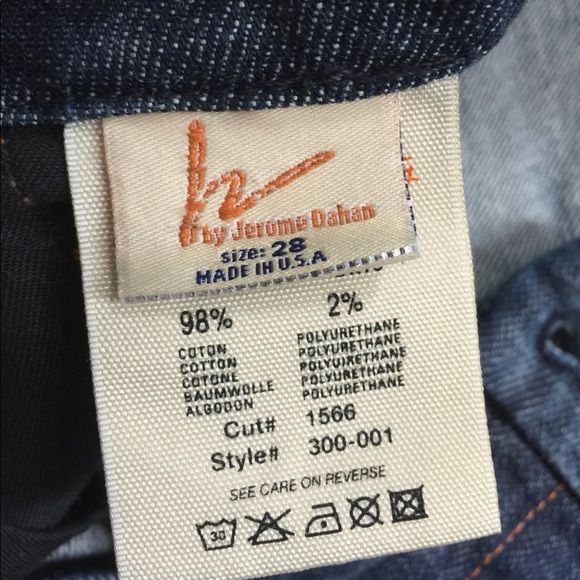 h
by Jerome Dahan
size: 28
MADE IN U.S.A
98% 2%
COTON POLYURETHANE
COTTON POLYURETHANE
COTONE POLYURETHANE
BAUMWOLLE POLYURETHANE
ALGODON POLYURETHANE
Cut# 1566
Style# 300-001
SEE CARE ON REVERSE
30